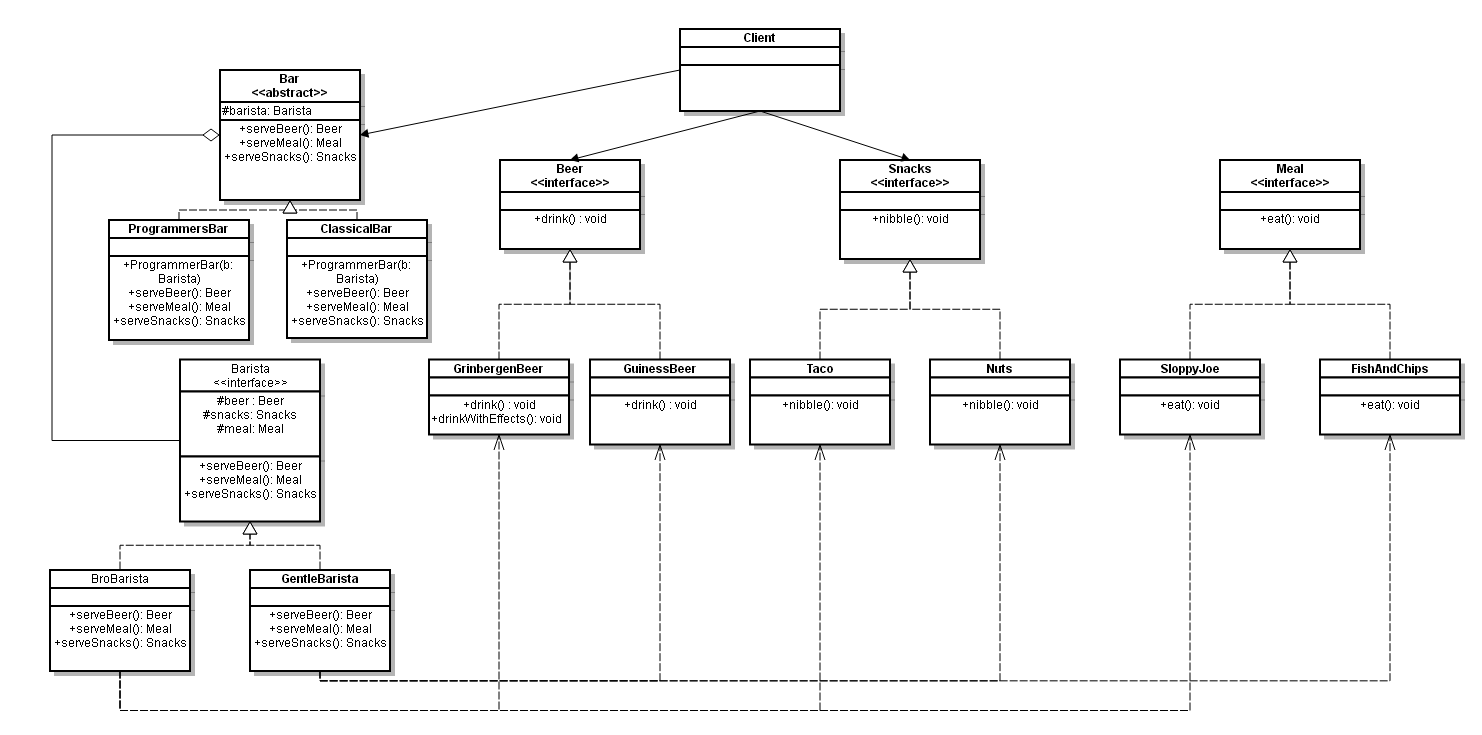 Client
Bar
<<abstract>>
#barista: Barista
+serveBeer(): Beer
+serveMeal(): Meal
+serveSnacks(): Snacks
Beer
<<interface>>
+drink() : void
Snacks
<<interface>>
+nibble(): void
Meal
<<interface>>
+eat(): void
ProgrammersBar
+ProgrammerBar(b:
Barista)
+serveBeer(): Beer
+serveMeal(): Meal
+serveSnacks(): Snacks
ClassicalBar
+ProgrammerBar(b:
Barista)
+serveBeer(): Beer
+serveMeal(): Meal
+serveSnacks(): Snacks
Barista
<<interface>>
#beer : Beer
#snacks: Snacks
#meal: Meal
+serveBeer(): Beer
+serveMeal(): Meal
+serveSnacks(): Snacks
GrinbergenBeer
+drink() : void
+drinkWithEffects(): void
GuinessBeer
+drink() : void
Taco
+nibble(): void
Nuts
+nibble(): void
SloppyJoe
+eat(): void
FishAndChips
+eat(): void
BroBarista
+serveBeer(): Beer
+serveMeal(): Meal
+serveSnacks(): Snacks
GentleBarista
+serveBeer(): Beer
+serveMeal(): Meal
+serveSnacks(): Snacks